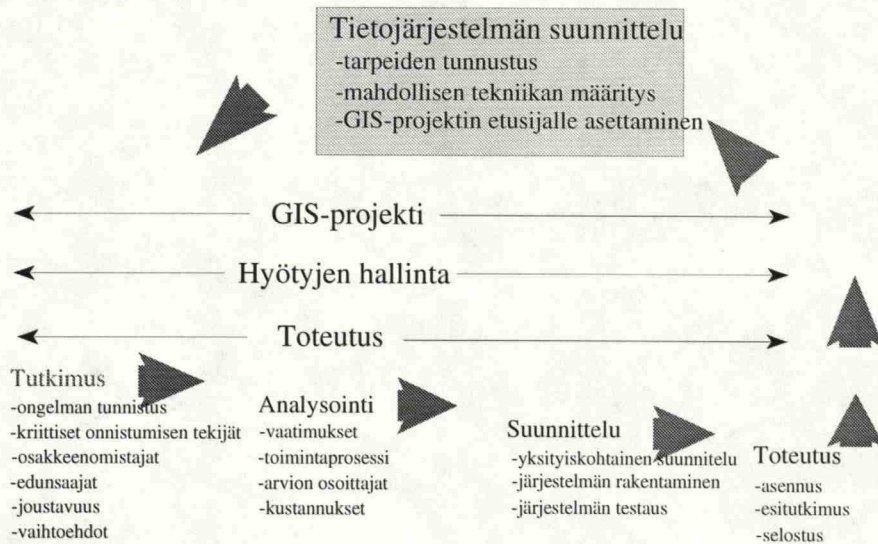 Tietojärjestelmän suunnittelu
-tarpeiden tunnustus
-mahdollisen tekniikan määritys
-GIS-projektin etusijalle asettaminen
GIS-projekti
Hyötyjen hallinta
Toteutus
Tutkimus
-ongelman tunnistus
-kriittiset onnistumisen tekijät
-osakkeenomistajat
-edunsaajat
-joustavuus
-vaihtoehdot
Analysointi
-vaatimukset
-toimintaprosessi
-arvion osoittajat
-kustannukset
Suunnittelu
-yksityiskohtainen suunnitelu
-järjestelmän rakentaminen
-järjestelmän testaus
Toteutus
-asennus
-esitutkimus
-selostus